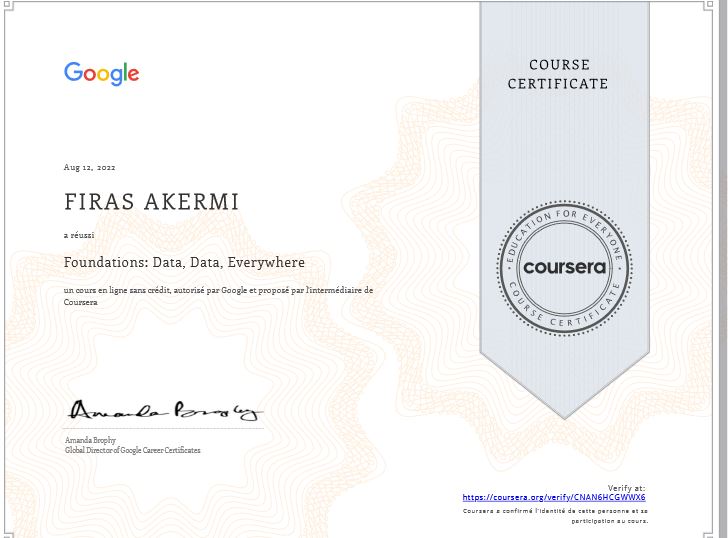 Google
COURSE
CERTIFICATE
Aug 12, 2022
FIRAS AKERMI
a réussi
Foundations: Data, Data, Everywhere
un cours en ligne sans crédit, autorisé par Google et proposé par l'intermédiaire de
Coursera
EDUCATION FOR EVERYONE
coursera
COURSE CERTIFICATE
Amanda Brophy
Amanda Brophy
Global Director of Google Career Certificates
Verify at:
https://coursera.org/verify/CNAN6HCGWWX6
Coursera a confirmé l'identité de cette personne et sa
participation au cours.